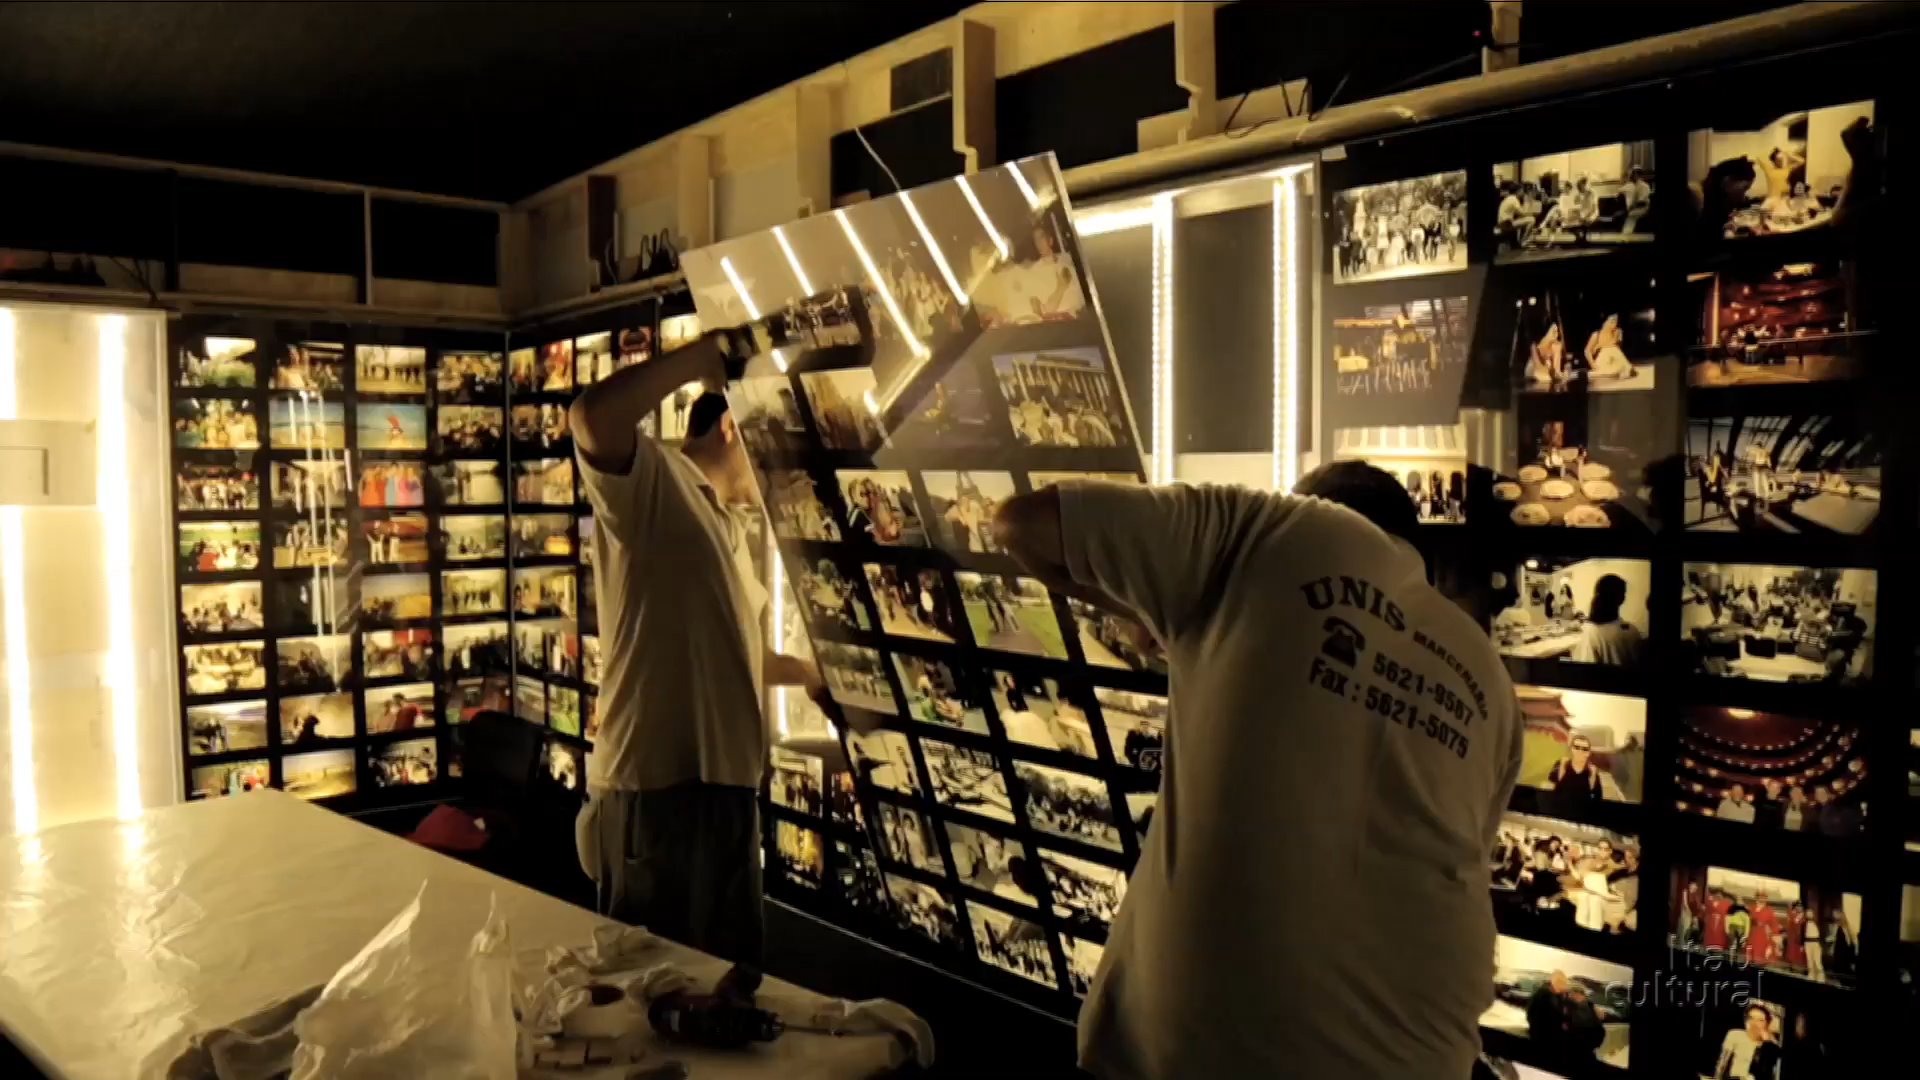 UNIS MARCENARIA
5621-9587
Fax : 5621-5075
Itaú
cultural